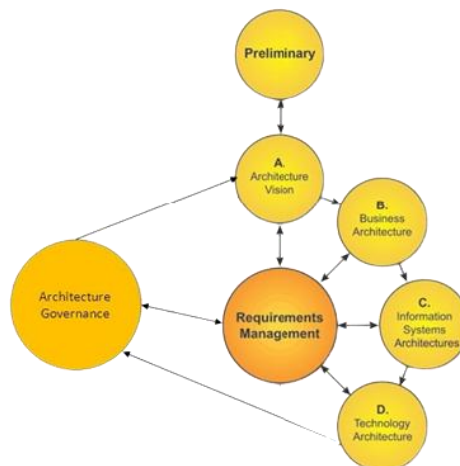 Preliminary
A.
Architecture
Vision
B.
Business
Architecture
Architecture
Governance
Requirements
Management
C.
Information
Systems
Architectures
D.
Technology
Architecture